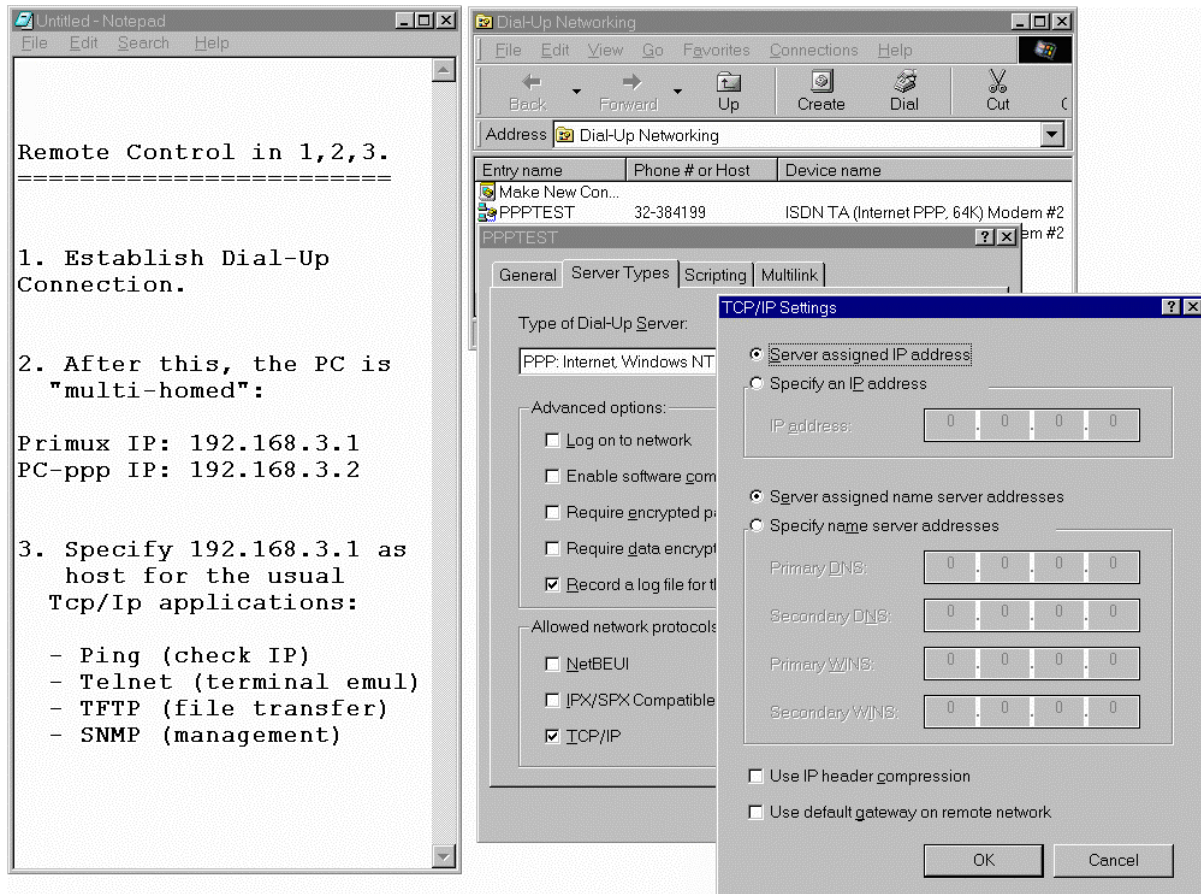 Untitled - Notepad
File Edit Search Help
Remote Control in 1,2,3.
========================
1. Establish Dial-Up
Connection.
2. After this, the PC is
"multi-homed":
Primux IP: 192.168.3.1
PC-ppp IP: 192.168.3.2
3. Specify 192.168.3.1 as
host for the usual
Tcp/Ip applications:
- Ping (check IP)
- Telnet (terminal emul)
- TFTP (file transfer)
- SNMP (management)
Dial-Up Networking
File Edit View Go Favorites Connections Help
Back Forward Up Create Dial Cut
Address Dial-Up Networking
Entry name Phone # or Host Device name
Make New Con...
PPPTEST 32-384199 ISDN TA (Internet PPP, 64K) Modem #2
em #2
PPPTEST
General Server Types Scripting Multilink
Type of Dial-Up Server:
PPP: Internet, Windows NT
Advanced options:
Log on to network
Enable software com
Require encrypted pa
Require data encrypt
Record a log file for th
Allowed network protocols
NetBEUI
IPX/SPX Compatible
TCP/IP
TCP/IP Settings
Server assigned IP address
Specify an IP address
IP address: 0 . 0 . 0 . 0
Server assigned name server addresses
Specify name server addresses
Primary DNS: 0 . 0 . 0 . 0
Secondary DNS: 0 . 0 . 0 . 0
Primary WINS: 0 . 0 . 0 . 0
Secondary WINS: 0 . 0 . 0 . 0
Use IP header compression
Use default gateway on remote network
OK Cancel